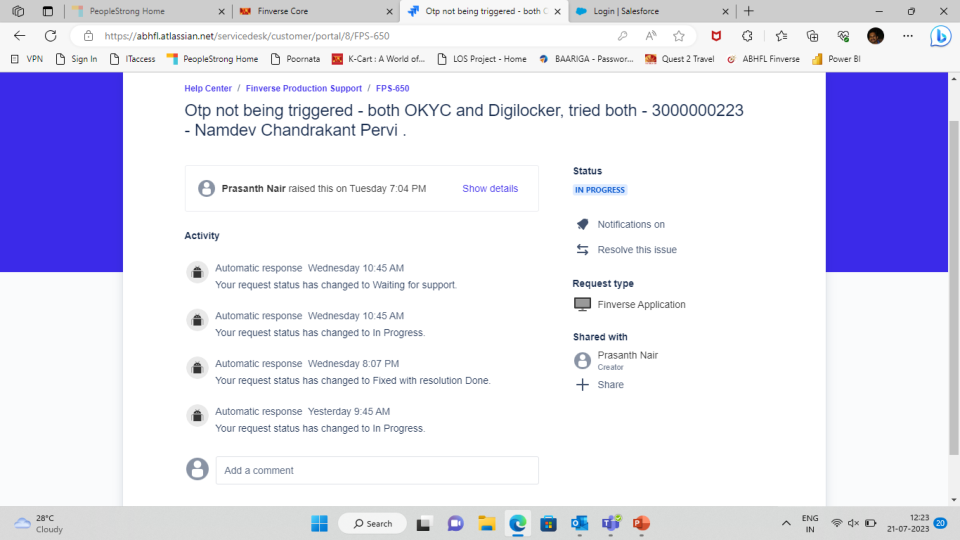 PeopleStrong Home
Finverse Core
Otp not being triggered - both O
Login | Salesforce
https://abhfl.atlassian.net/servicedesk/customer/portal/8/FPS-650
VPN
Sign In
ITaccess
PeopleStrong Home
Poornata
K-Cart : A World of...
LOS Project - Home
BAARIGA - Passwor...
Quest 2 Travel
ABHFL Finverse
Power BI
Help Center / Finverse Production Support / FPS-650
Otp not being triggered - both OKYC and Digilocker, tried both - 3000000223
- Namdev Chandrakant Pervi .
Prasanth Nair raised this on Tuesday 7:04 PM
Show details
Activity
Automatic response Wednesday 10:45 AM
Your request status has changed to Waiting for support.
Automatic response Wednesday 10:45 AM
Your request status has changed to In Progress.
Automatic response Wednesday 8:07 PM
Your request status has changed to Fixed with resolution Done.
Automatic response Yesterday 9:45 AM
Your request status has changed to In Progress.
Add a comment
Status
IN PROGRESS
Notifications on
Resolve this issue
Request type
Finverse Application
Shared with
Prasanth Nair
Creator
Share
28°C
Cloudy
Search
ENG
IN
12:23
21-07-2023
20